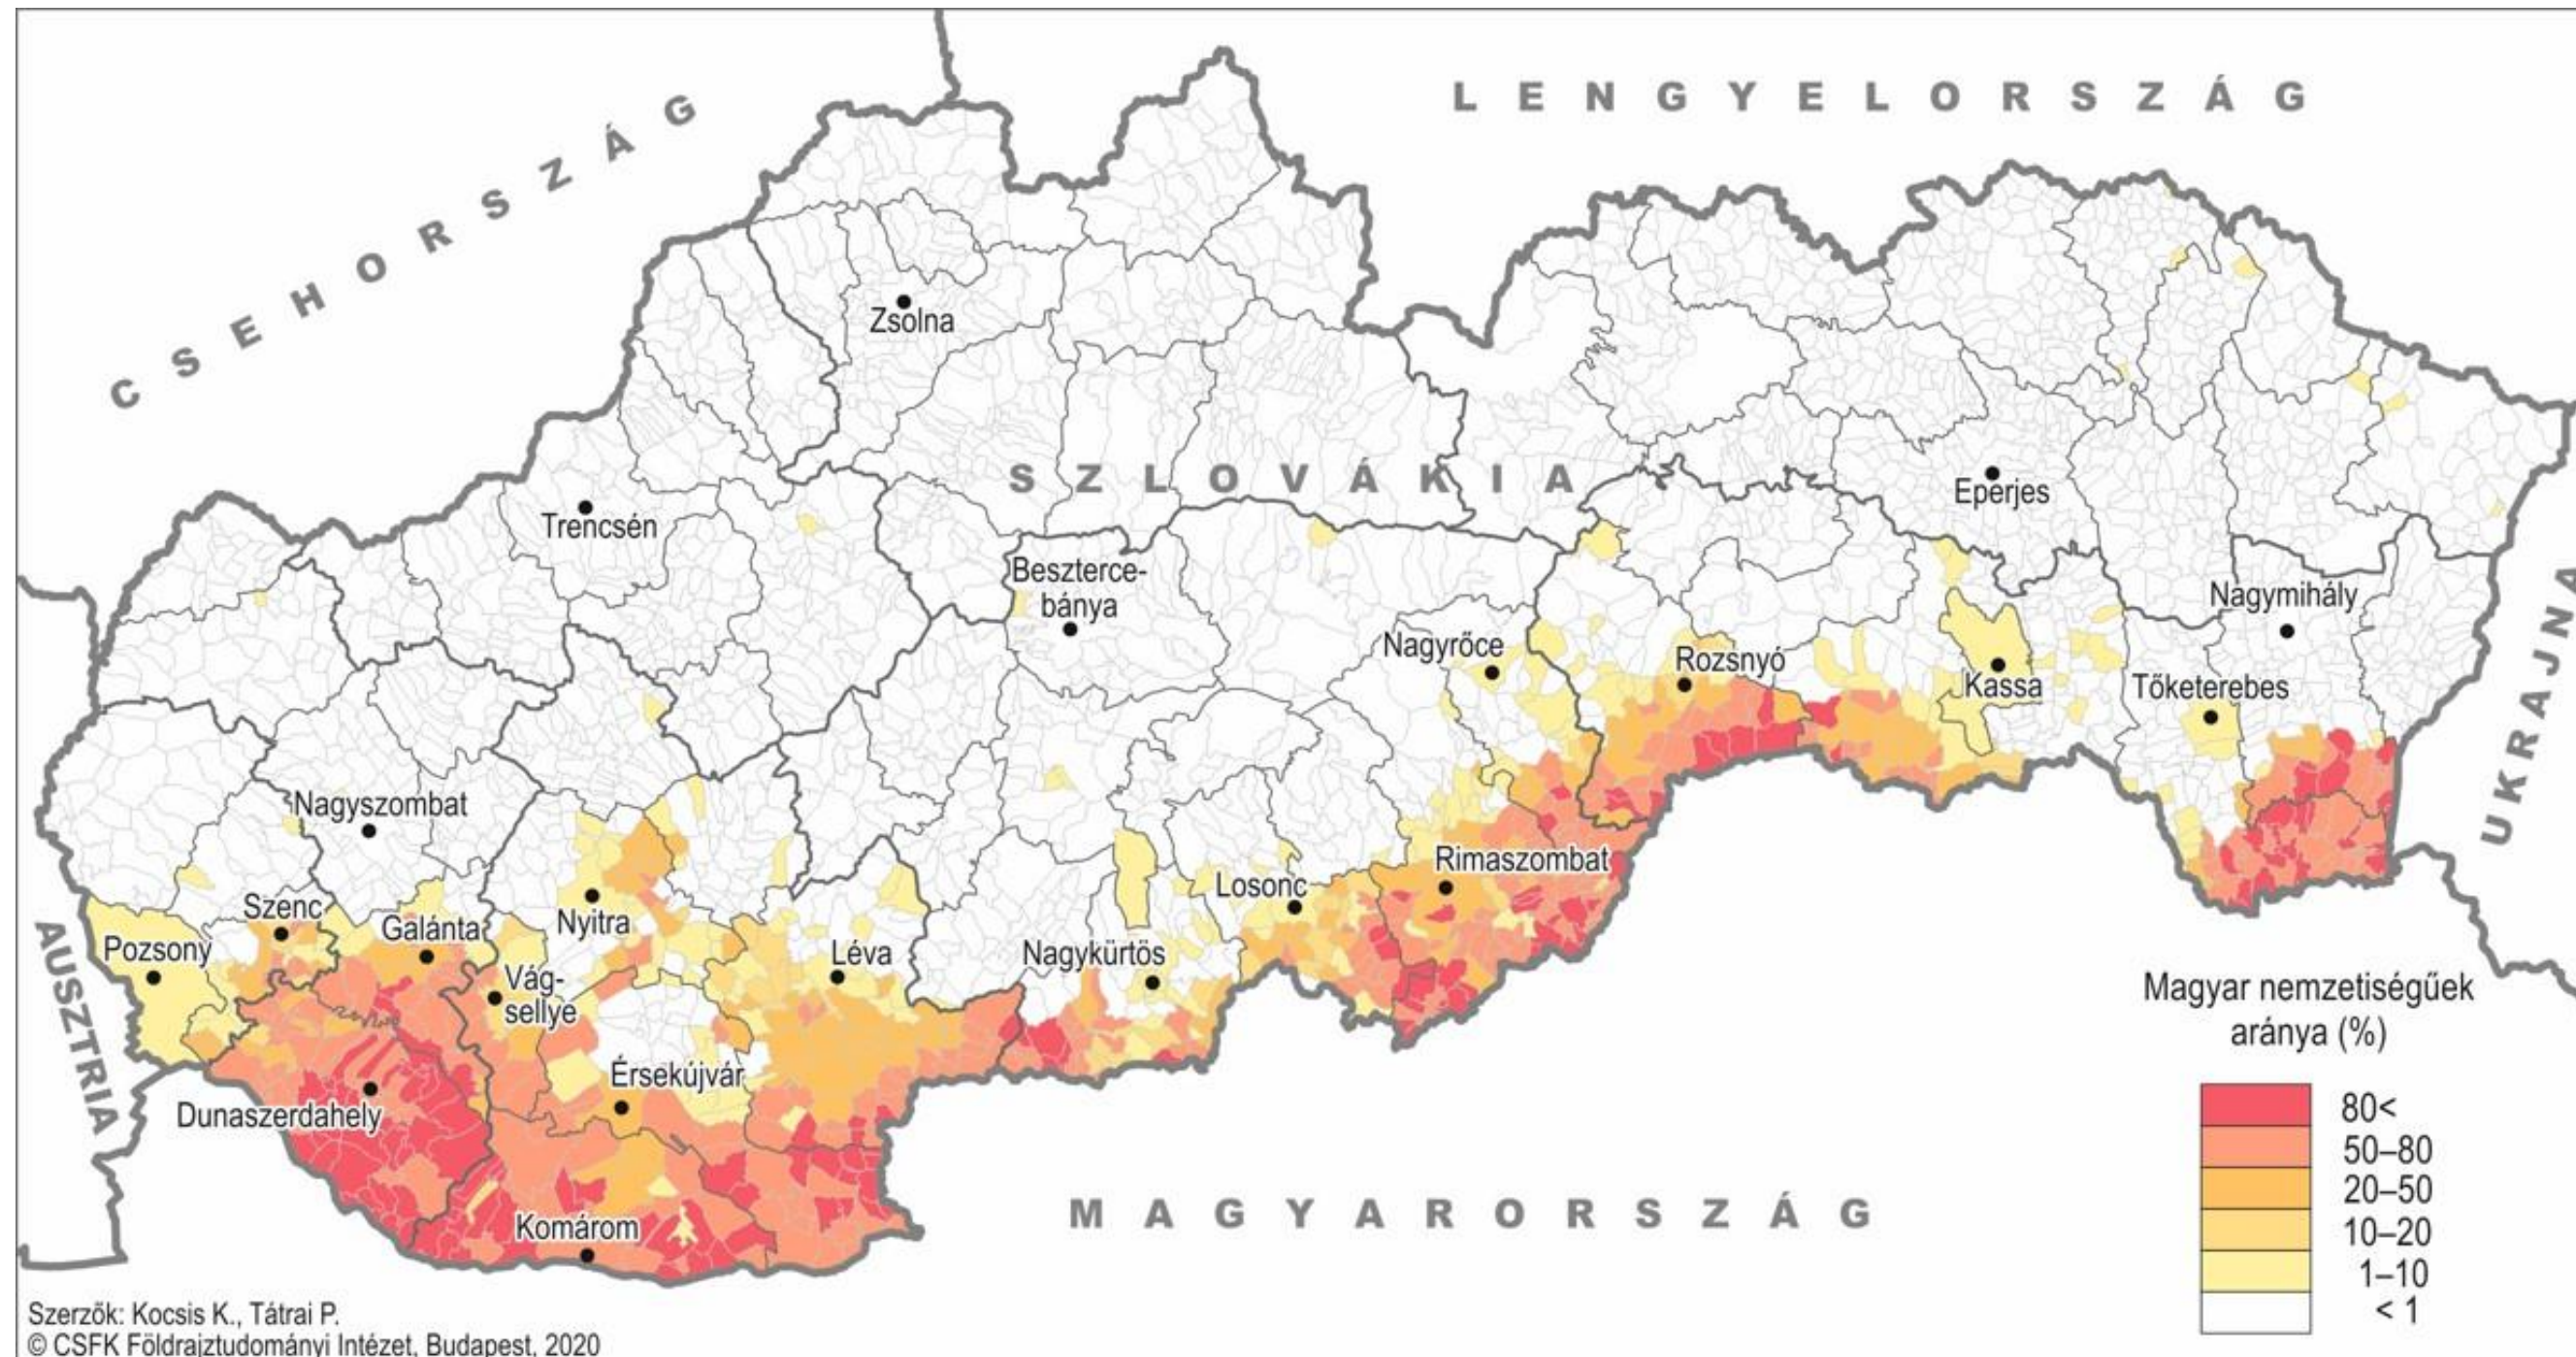 LENGYELORSZÁG
CSEHORSZÁG
Zsolna
SZLOVÁKIA
Eperjes
Trencsén
Besztercebánya
Nagymihály
Nagyrőce
Rozsnyó
Kassa
Tőketerebes
UKRAJNA
Nagyszombat
Rimaszombat
Losonc
Szenc
Galánta
Nyitra
AUSZTRIA
Pozsony
Léva
Nagykürtös
Vág-
sellye
Érsekújvár
Dunaszerdahely
Komárom
MAGYARORSZÁG
Magyar nemzetiségűek
aránya (%)
80<
50–80
20–50
10–20
1–10
< 1
Szerzők: Kocsis K., Tátrai P.
© CSFK Földrajztudományi Intézet, Budapest, 2020